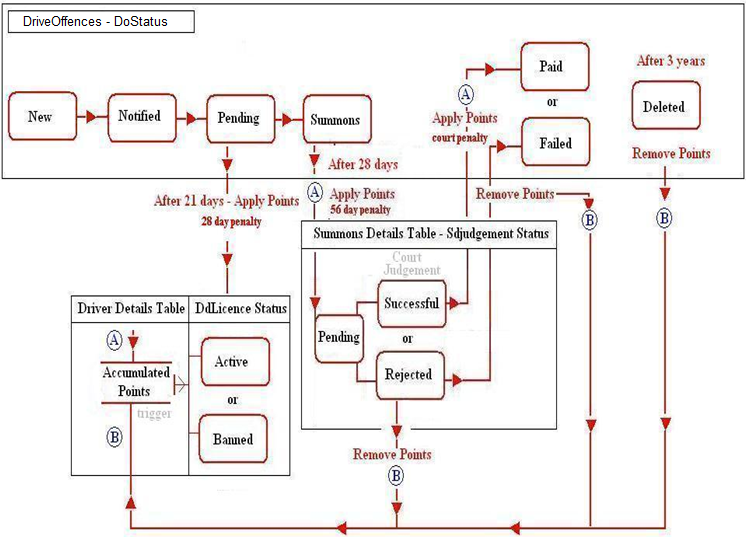 DriveOffences - DoStatus
New
Notified
Pending
Summons
Paid
or
Failed
After 3 years
Deleted
Remove Points
A
Apply Points
court penalty
After 28 days
A
Apply Points
56 day penalty
After 21 days - Apply Points
28 day penalty
Remove Points
B
B
Summons Details Table - Sdjudgement Status
Court
Judgement
Pending
Successful
or
Rejected
Remove Points
B
Driver Details Table
DdLicence Status
A
Accumulated
Points
trigger
B
Active
or
Banned